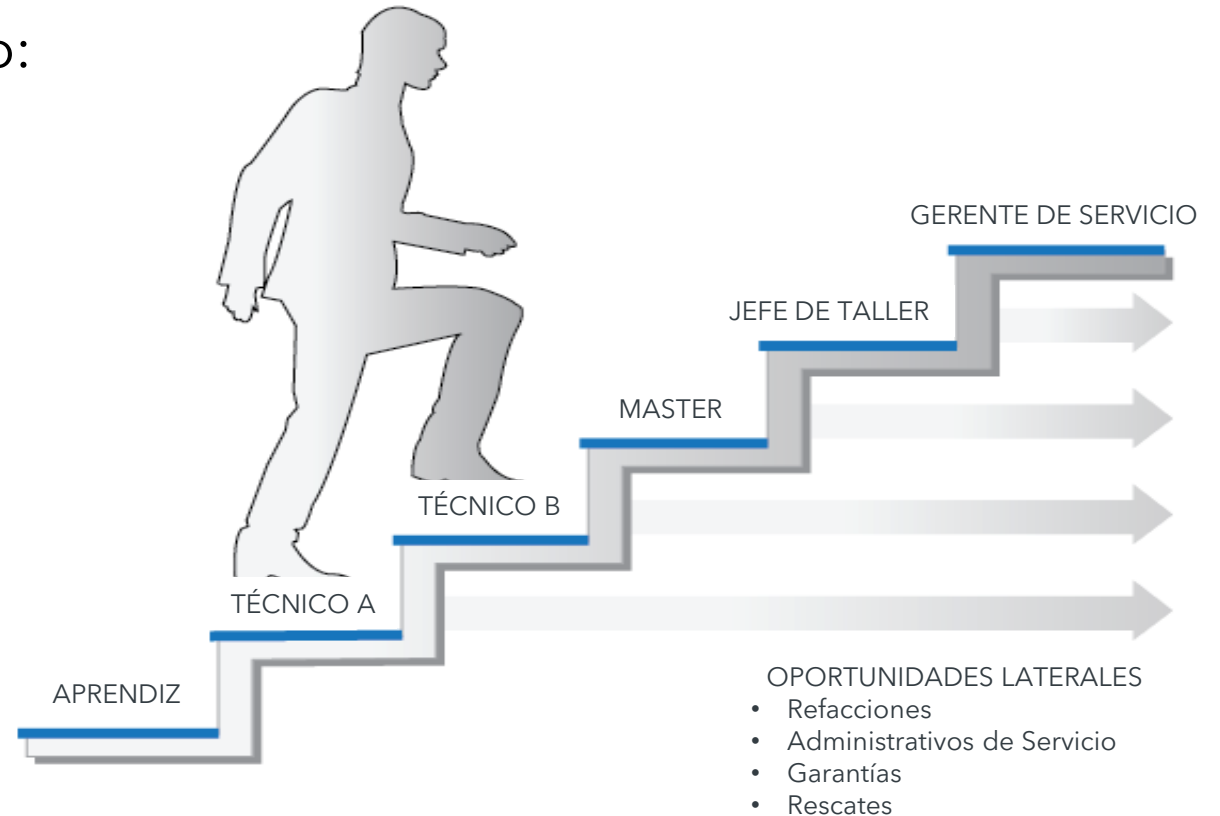 o:
GERENTE DE SERVICIO
JEFE DE TALLER
MASTER
TÉCNICO B
TÉCNICO A
APRENDIZ
OPORTUNIDADES LATERALES
• Refacciones
• Administrativos de Servicio
• Garantías
• Rescates